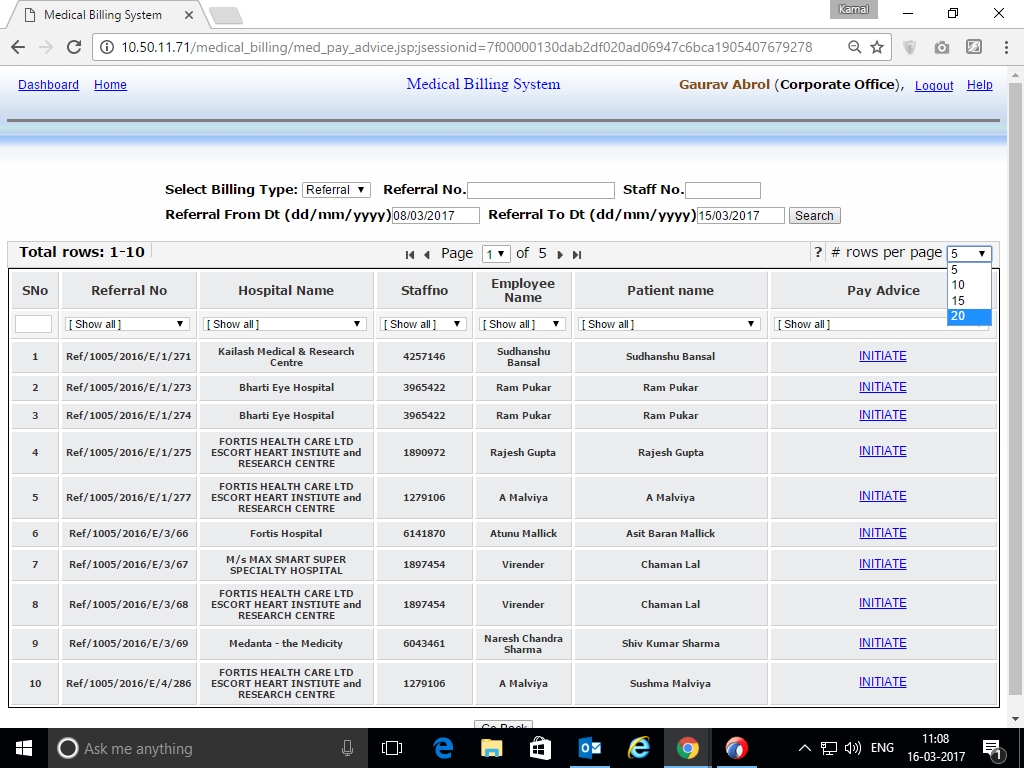 Medical Billing System
Kamal
10.50.11.71/medical_billing/med_pay_advice.jsp;jsessionid=7f00000130dab2df020ad06947c6bca1905407679278
Dashboard Home Medical Billing System Gaurav Abrol (Corporate Office), Logout Help
Select Billing Type: Referral Referral No. Staff No.
Referral From Dt (dd/mm/yyyy) 08/03/2017 Referral To Dt (dd/mm/yyyy) 15/03/2017 Search
Total rows: 1-10 Page 1 of 5 ? # rows per page 5
5
10
15
20
SNo Referral No Hospital Name Staffno Employee Name Patient name Pay Advice
[ Show all ] [ Show all ] [ Show all ] [ Show all ] [ Show all ] [ Show all ]
1 Ref/1005/2016/E/1/271 Kailash Medical & Research Centre 4257146 Sudhanshu Bansal Sudhanshu Bansal INITIATE
2 Ref/1005/2016/E/1/273 Bharti Eye Hospital 3965422 Ram Pukar Ram Pukar INITIATE
3 Ref/1005/2016/E/1/274 Bharti Eye Hospital 3965422 Ram Pukar Ram Pukar INITIATE
4 Ref/1005/2016/E/1/275 FORTIS HEALTH CARE LTD ESCORT HEART INSTIUTE and RESEARCH CENTRE 1890972 Rajesh Gupta Rajesh Gupta INITIATE
5 Ref/1005/2016/E/1/277 FORTIS HEALTH CARE LTD ESCORT HEART INSTIUTE and RESEARCH CENTRE 1279106 A Malviya A Malviya INITIATE
6 Ref/1005/2016/E/3/66 Fortis Hospital 6141870 Atunu Mallick Asit Baran Mallick INITIATE
7 Ref/1005/2016/E/3/67 M/s MAX SMART SUPER SPECIALTY HOSPITAL 1897454 Virender Chaman Lal INITIATE
8 Ref/1005/2016/E/3/68 FORTIS HEALTH CARE LTD ESCORT HEART INSTIUTE and RESEARCH CENTRE 1897454 Virender Chaman Lal INITIATE
9 Ref/1005/2016/E/3/69 Medanta - the Medicity 6043461 Naresh Chandra Sharma Shiv Kumar Sharma INITIATE
10 Ref/1005/2016/E/4/286 FORTIS HEALTH CARE LTD ESCORT HEART INSTIUTE and RESEARCH CENTRE 1279106 A Malviya Sushma Malviya INITIATE
Go Back
Ask me anything ENG 11:08
16-03-2017 1